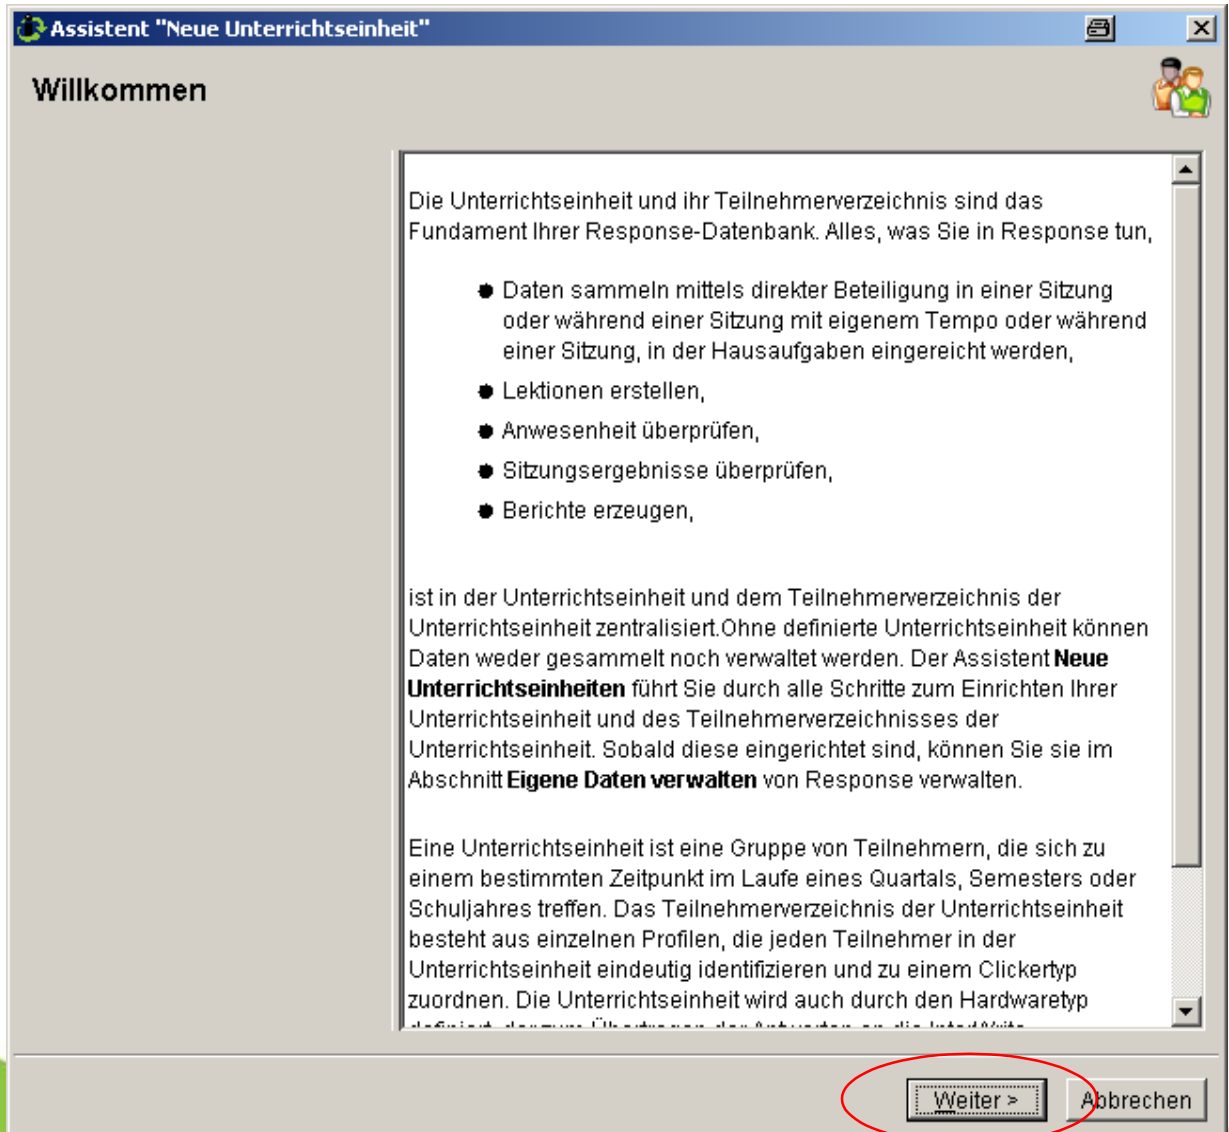 Assistent "Neue Unterrichtseinheit"
Willkommen
Die Unterrichtseinheit und ihr Teilnehmerverzeichnis sind das
Fundament Ihrer Response-Datenbank. Alles, was Sie in Response tun,
Daten sammeln mittels direkter Beteiligung in einer Sitzung
oder während einer Sitzung mit eigenem Tempo oder während
einer Sitzung, in der Hausaufgaben eingereicht werden,
Lektionen erstellen,
Anwesenheit überprüfen,
Sitzungsergebnisse überprüfen,
Berichte erzeugen,
ist in der Unterrichtseinheit und dem Teilnehmerverzeichnis der
Unterrichtseinheit zentralisiert.Ohne definierte Unterrichtseinheit können
Daten weder gesammelt noch verwaltet werden. Der Assistent Neue
Unterrichtseinheiten führt Sie durch alle Schritte zum Einrichten Ihrer
Unterrichtseinheit und des Teilnehmerverzeichnisses der
Unterrichtseinheit. Sobald diese eingerichtet sind, können Sie sie im
Abschnitt Eigene Daten verwalten von Response verwalten.
Eine Unterrichtseinheit ist eine Gruppe von Teilnehmern, die sich zu
einem bestimmten Zeitpunkt im Laufe eines Quartals, Semesters oder
Schuljahres treffen. Das Teilnehmerverzeichnis der Unterrichtseinheit
besteht aus einzelnen Profilen, die jeden Teilnehmer in der
Unterrichtseinheit eindeutig identifizieren und zu einem Clickertyp
zuordnen. Die Unterrichtseinheit wird auch durch den Hardwaretyp
Weiter >
Abbrechen